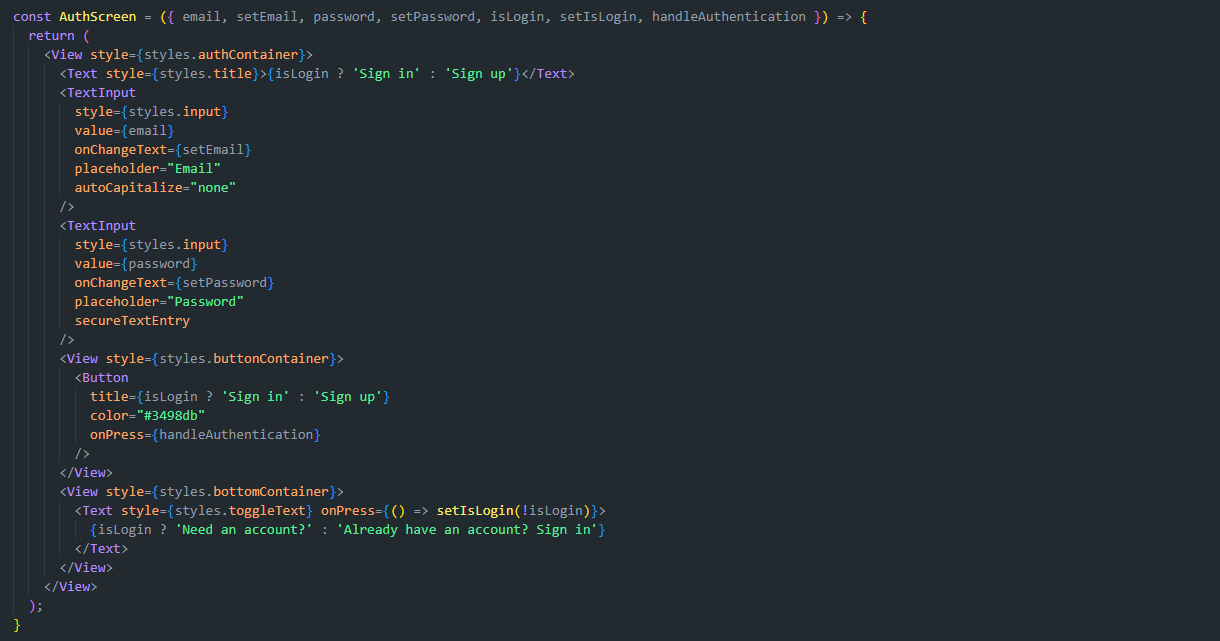 const AuthScreen = ({ email, setEmail, password, setPassword, isLogin, setIsLogin, handleAuthentication }) => {
  return (
    <View style={styles.authContainer}>
      <Text style={styles.title}>{isLogin ? 'Sign in' : 'Sign up'}</Text>
      <TextInput
        style={styles.input}
        value={email}
        onChangeText={setEmail}
        placeholder="Email"
        autoCapitalize="none"
      />
      <TextInput
        style={styles.input}
        value={password}
        onChangeText={setPassword}
        placeholder="Password"
        secureTextEntry
      />
      <View style={styles.buttonContainer}>
        <Button
          title={isLogin ? 'Sign in' : 'Sign up'}
          color="#3498db"
          onPress={handleAuthentication}
        />
      </View>
      <View style={styles.bottomContainer}>
        <Text style={styles.toggleText} onPress={() => setIsLogin(!isLogin)}>
          {isLogin ? 'Need an account?' : 'Already have an account? Sign in'}
        </Text>
      </View>
    </View>
  );
}